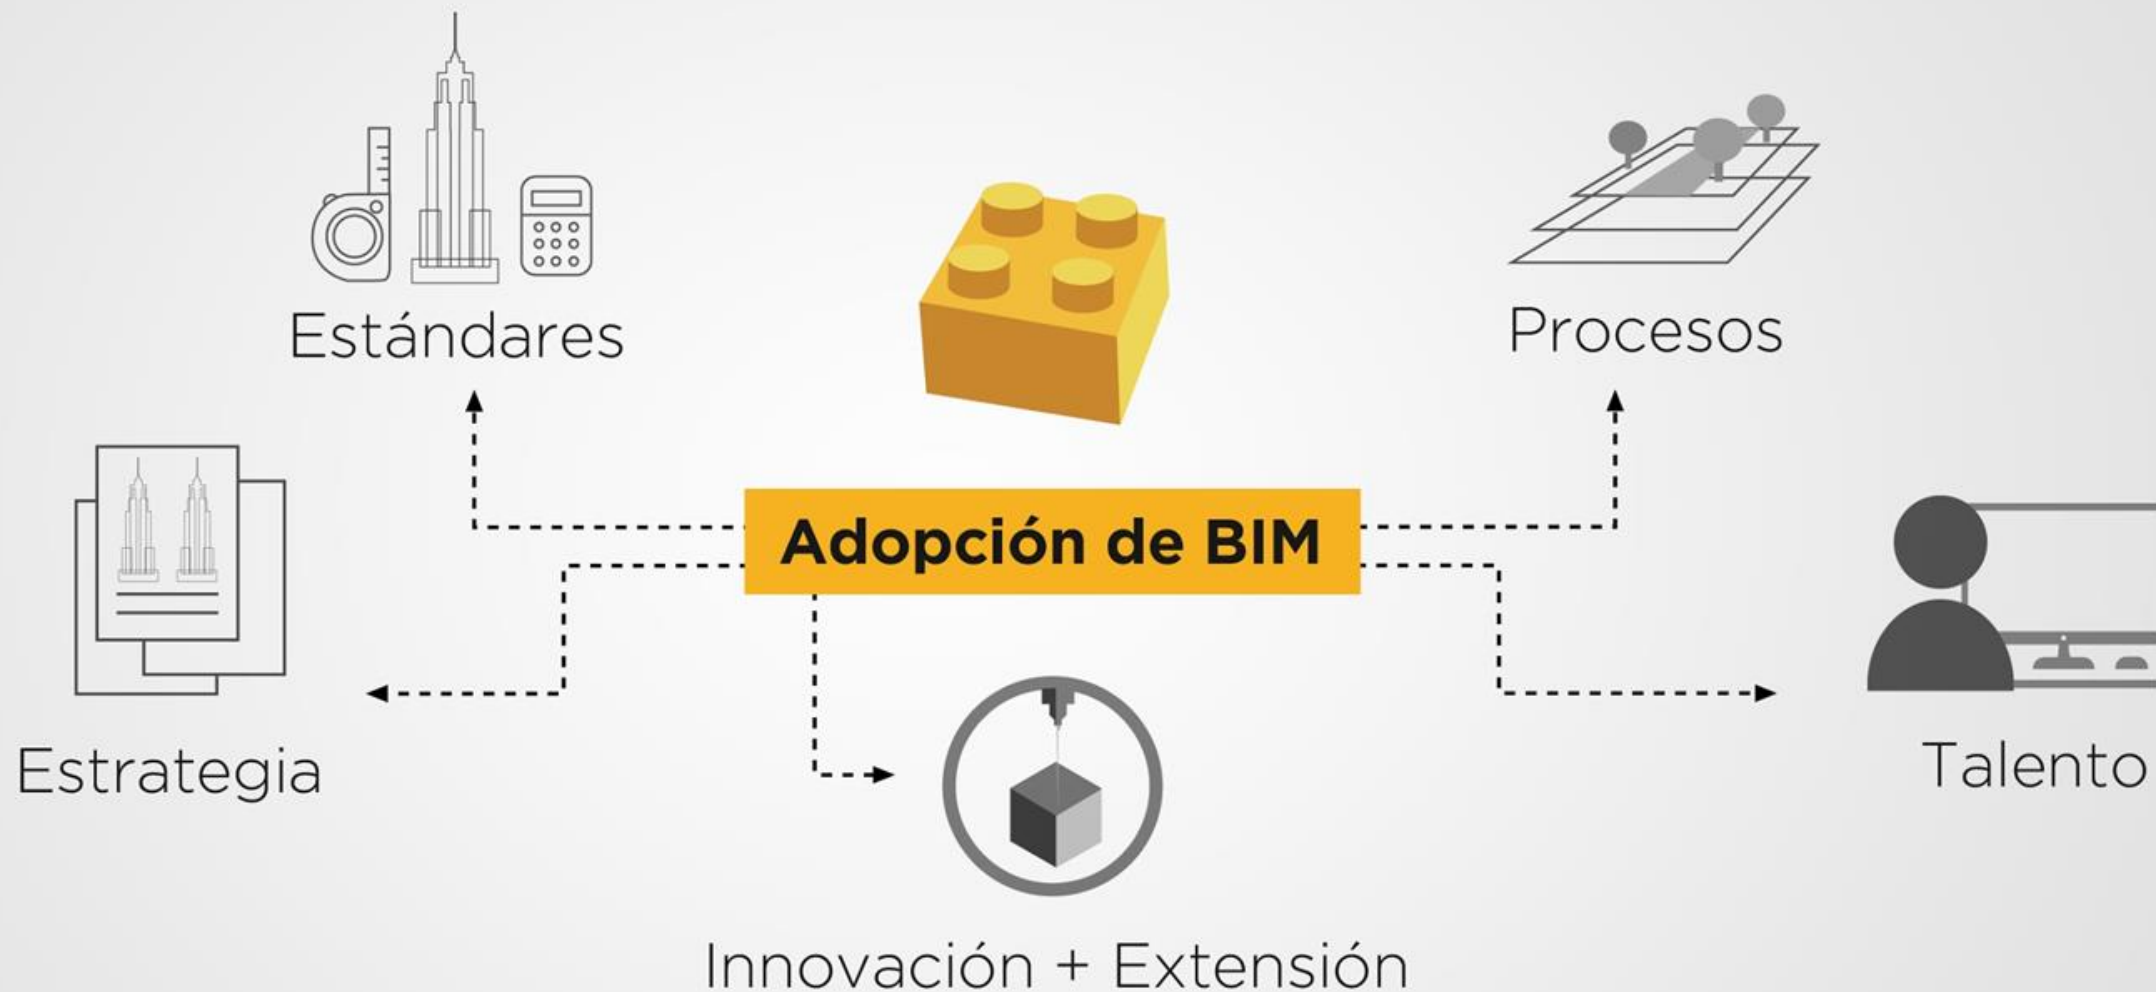 Estándares
Procesos
Adopción de BIM
Estrategia
Talento
Innovación + Extensión